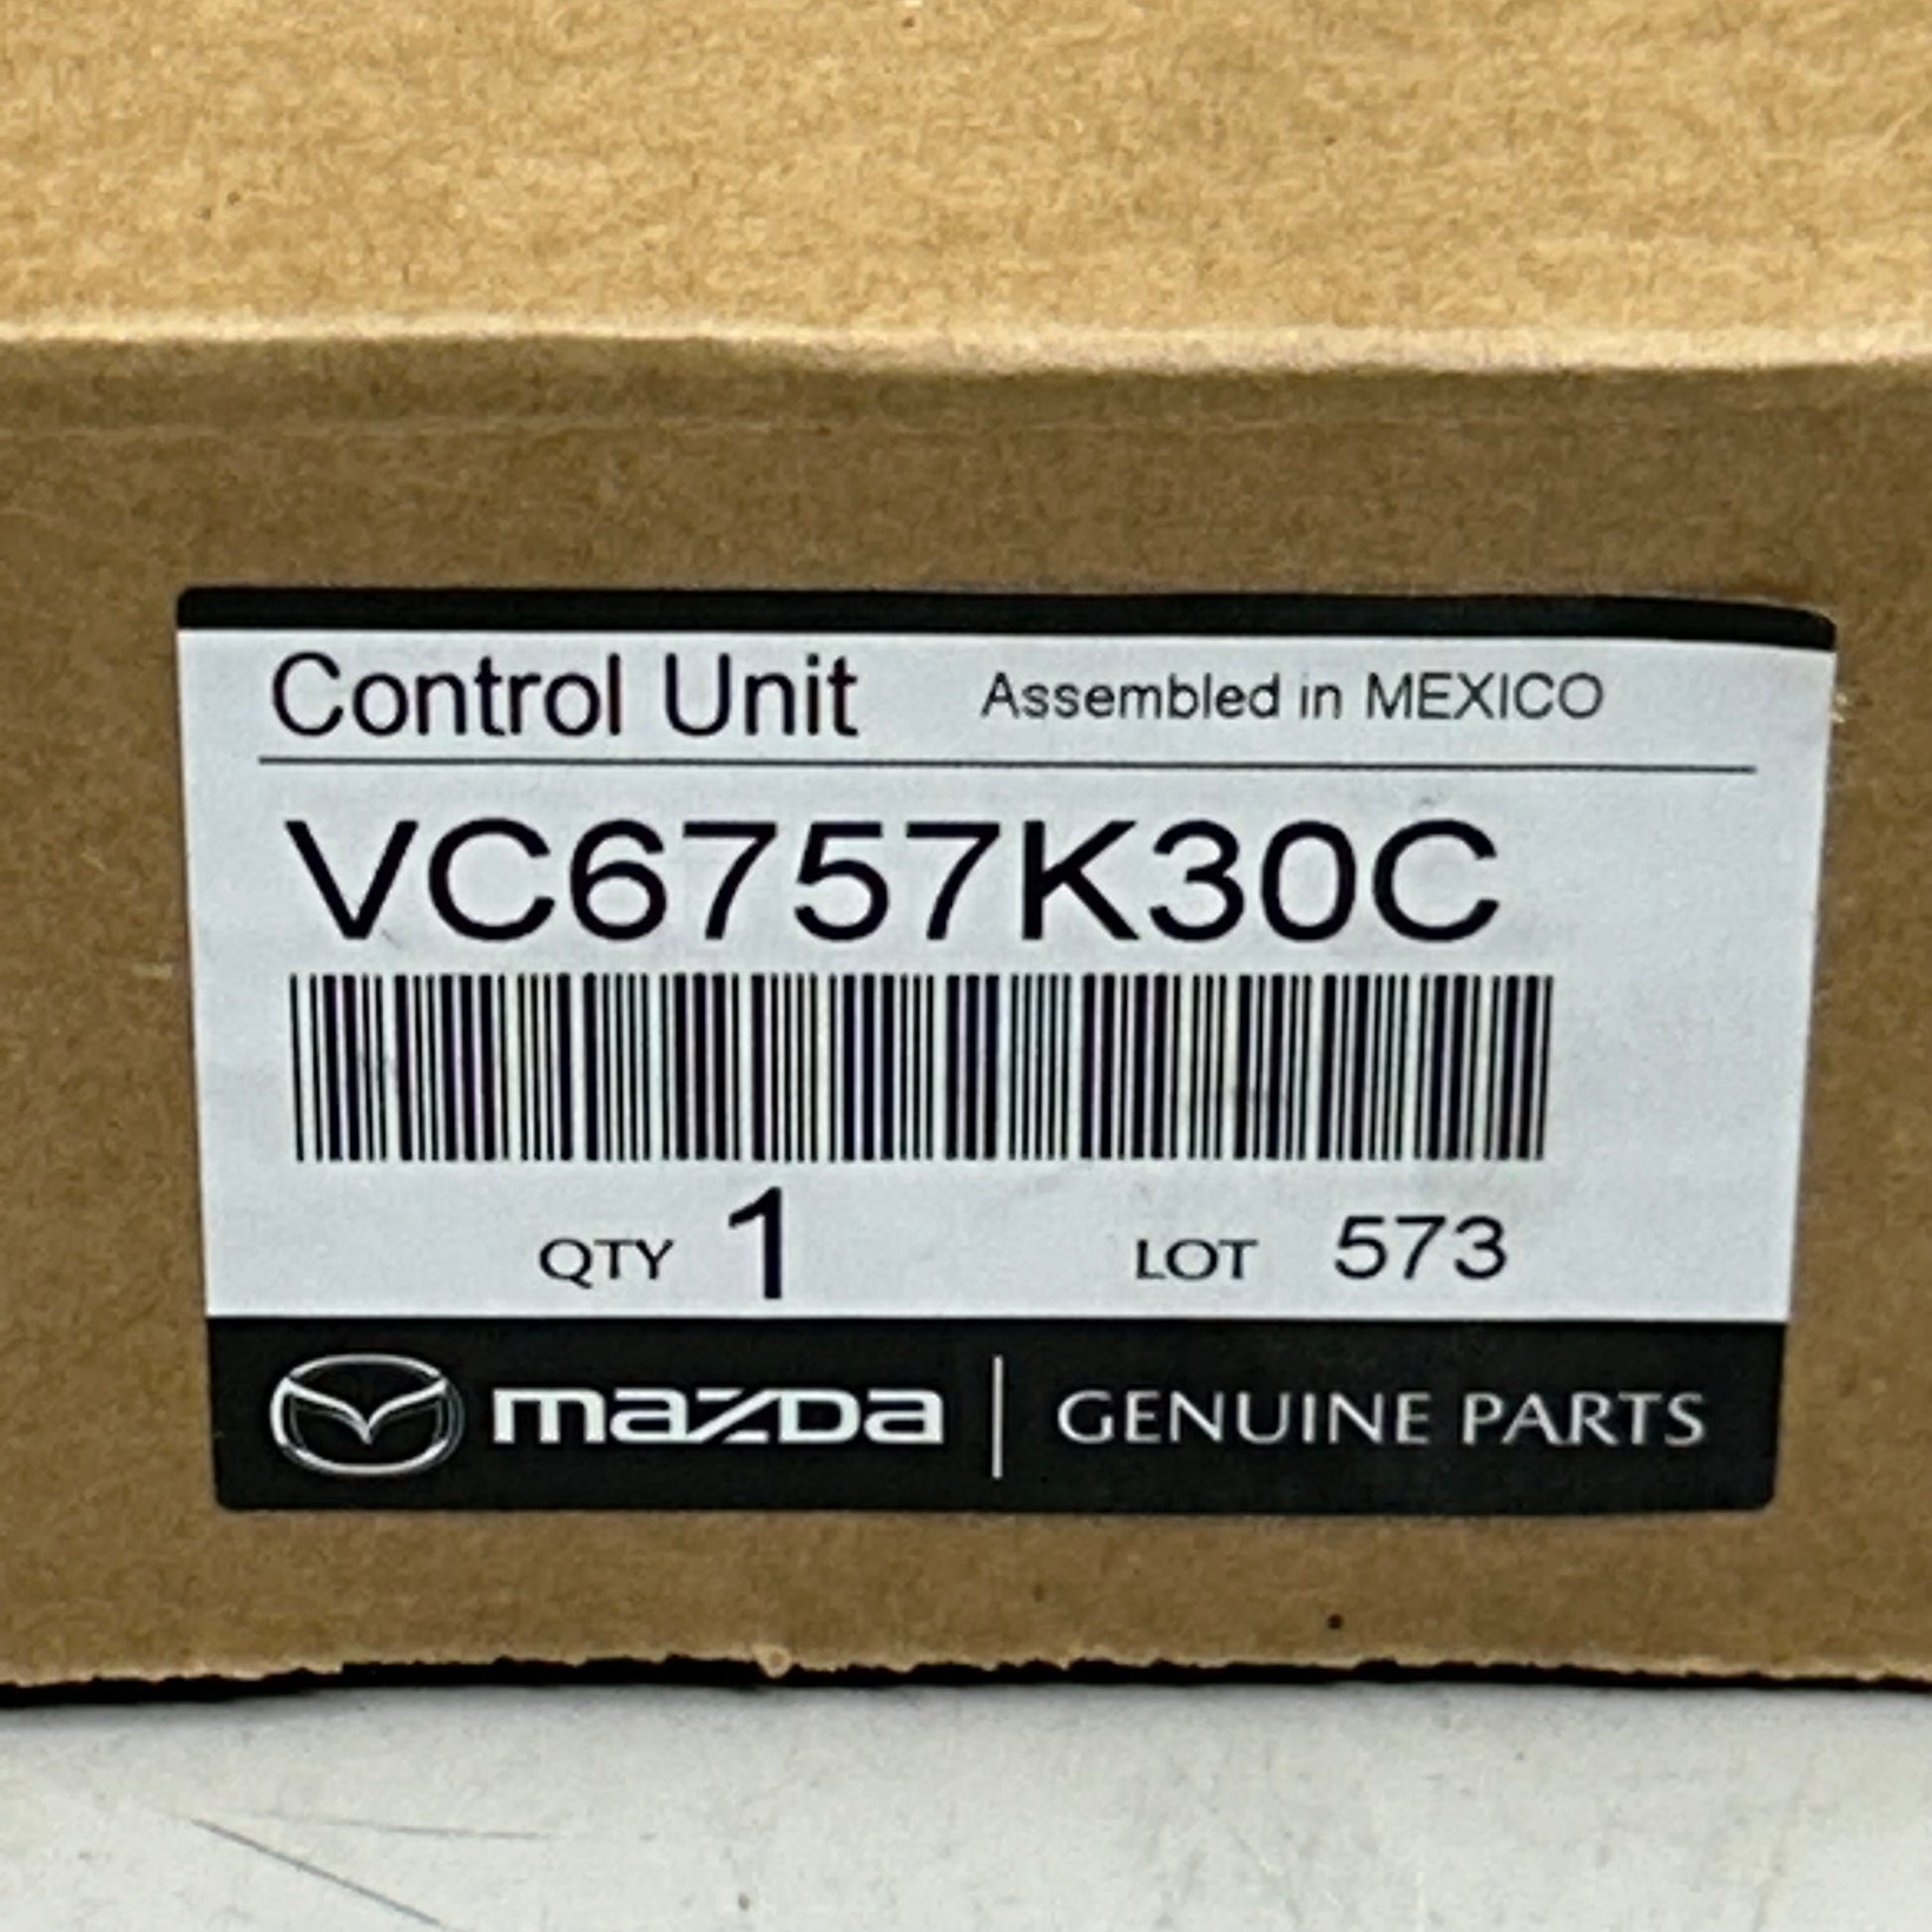 Control Unit Assembled in MEXICO
VC6757K30C
QTY 1 LOT 573
mazda GENUINE PARTS